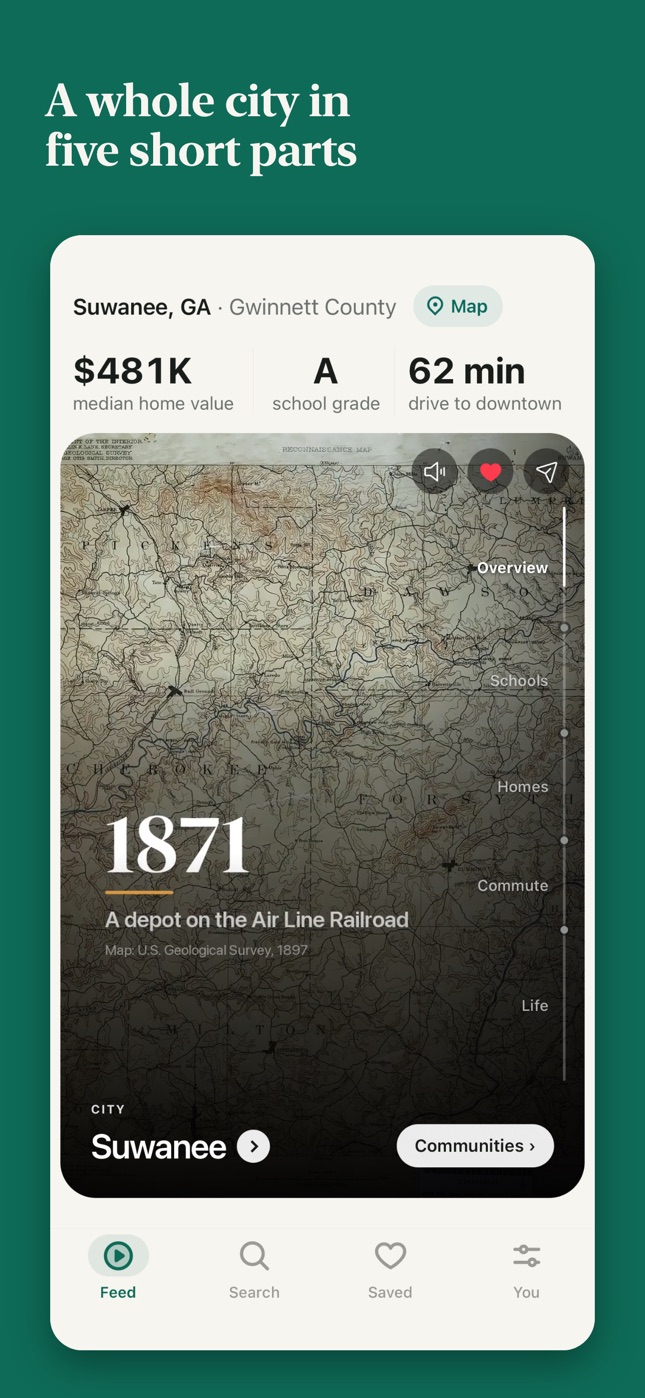 A whole city in
five short parts
Suwanee, GA · Gwinnett County
Map
$481K
median home value
A
school grade
62 min
drive to downtown
RECONNAISSANCE MAP
Overview
P I C K E N S
D A W S O N
Schools
C H E R O K E E
Homes
F O R S Y T H
1871
Commute
A depot on the Air Line Railroad
Map: U.S. Geological Survey, 1897
Life
M I L T O N
CITY
Suwanee
Communities ›
Feed
Search
Saved
You